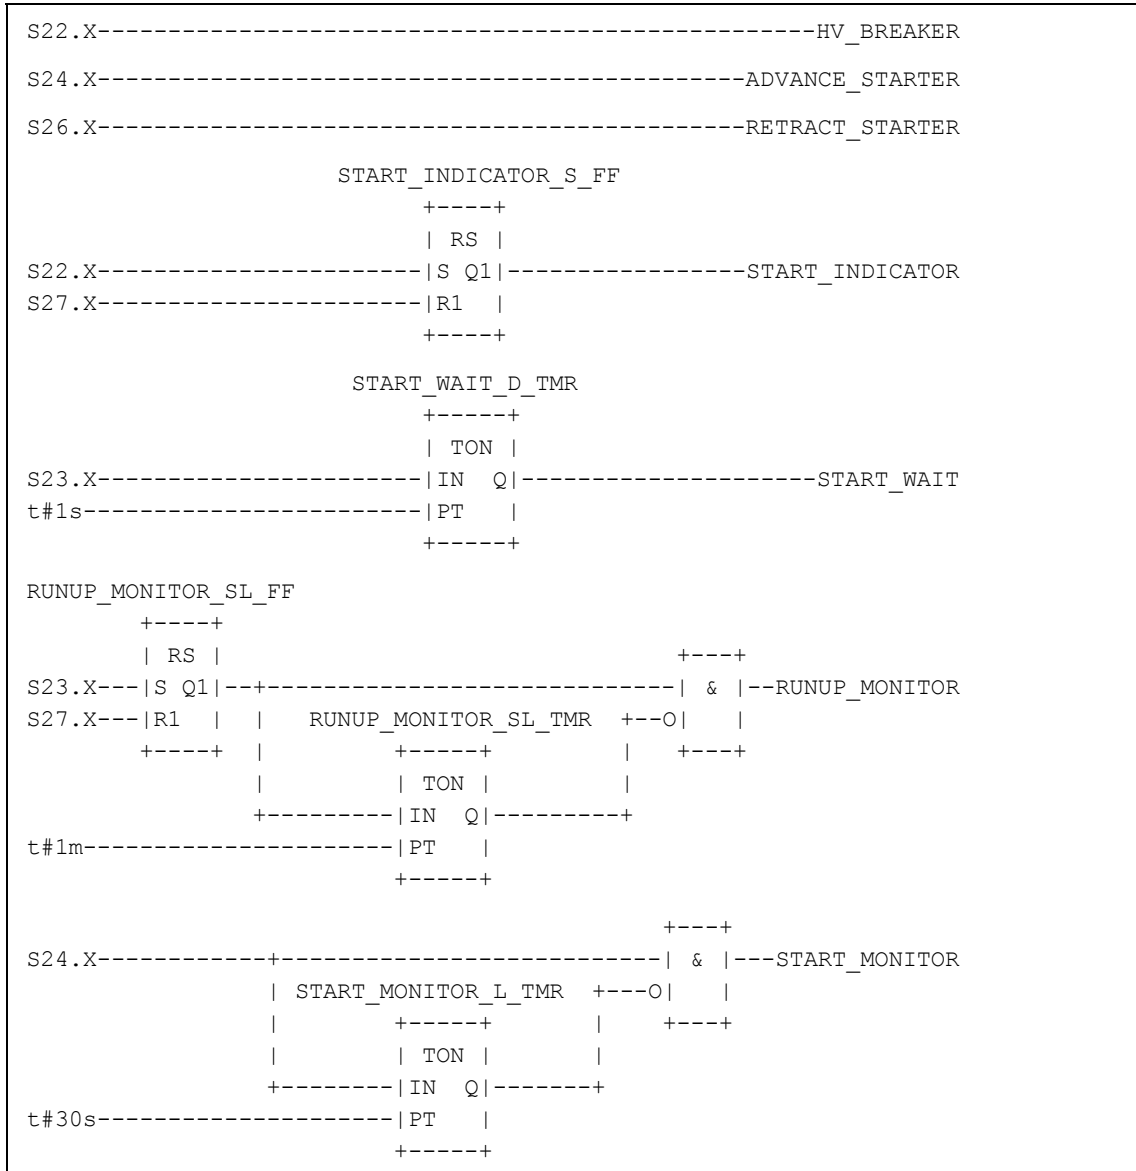 S22.X---------------------------------------------------HV_BREAKER
S24.X----------------------------------------------ADVANCE_STARTER
S26.X----------------------------------------------RETRACT_STARTER
                      START_INDICATOR_S_FF
                            +----+
                            | RS |
S22.X-----------------------|S Q1|-----------------START_INDICATOR
S27.X-----------------------|R1  |
                            +----+
                       START_WAIT_D_TMR
                            +-----+
                            | TON |
S23.X-----------------------|IN  Q|---------------------START_WAIT
t#1s------------------------|PT   |
                            +-----+
RUNUP_MONITOR_SL_FF
        +----+
        | RS |                                +---+
S23.X---|S Q1|--+-----------------------------| & |--RUNUP_MONITOR
S27.X---|R1  |  |   RUNUP_MONITOR_SL_TMR  +--O|   |
        +----+  |         +-----+         |   +---+
                |         | TON |         |
                +---------|IN  Q|---------+
t#1m----------------------|PT   |
                          +-----+
                                             +---+
S24.X------------+---------------------------| & |---START_MONITOR
                 | START_MONITOR_L_TMR  +---O|   |
                 |        +-----+       |    +---+
                 |        | TON |       |
                 +--------|IN  Q|-------+
t#30s---------------------|PT   |
                          +-----+